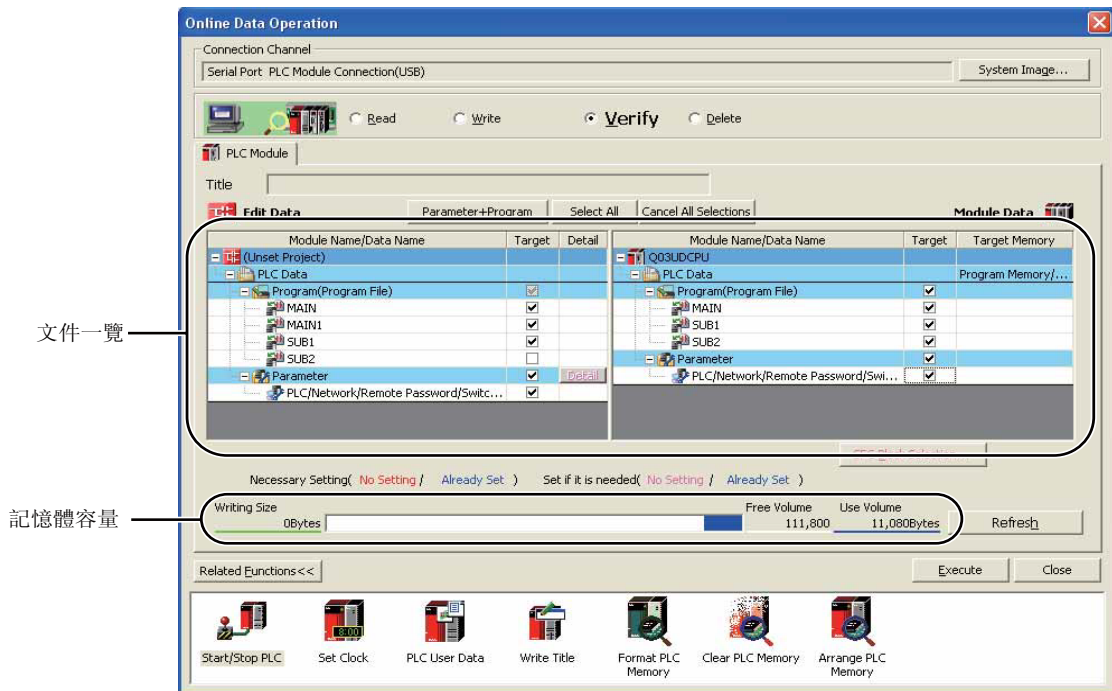 Online Data Operation
Connection Channel
Serial Port PLC Module Connection(USB)
System Image...
Read Write Verify Delete
PLC Module
Title
Edit Data Parameter+Program Select All Cancel All Selections Module Data
Module Name/Data Name Target Detail Module Name/Data Name Target Target Memory
(Unset Project) Q03UDCPU
PLC Data PLC Data Program Memory/...
Program(Program File) Program(Program File)
MAIN MAIN
文件一覽 MAIN1 SUB1
SUB1 SUB2
SUB2 Parameter
Parameter Detail PLC/Network/Remote Password/Swi...
PLC/Network/Remote Password/Switc...
Necessary Setting( No Setting / Already Set ) Set if it is needed( No Setting / Already Set )
記憶體容量
Writing Size Free Volume Use Volume
0Bytes 111,800 11,080Bytes Refresh
Related Functions<< Execute Close
8:00
Start/Stop PLC Set Clock PLC User Data Write Title Format PLC Memory Clear PLC Memory Arrange PLC Memory